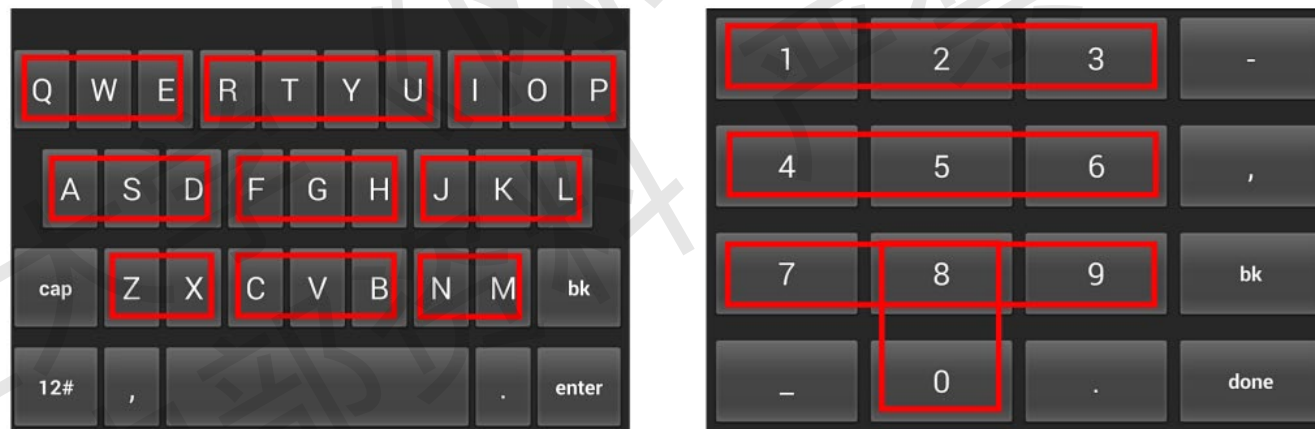 Q W E R T Y U I O P
A S D F G H J K L
cap Z X C V B N M bk
12# , . enter
1 2 3 -
4 5 6 ,
7 8 9 bk
_ 0 . done